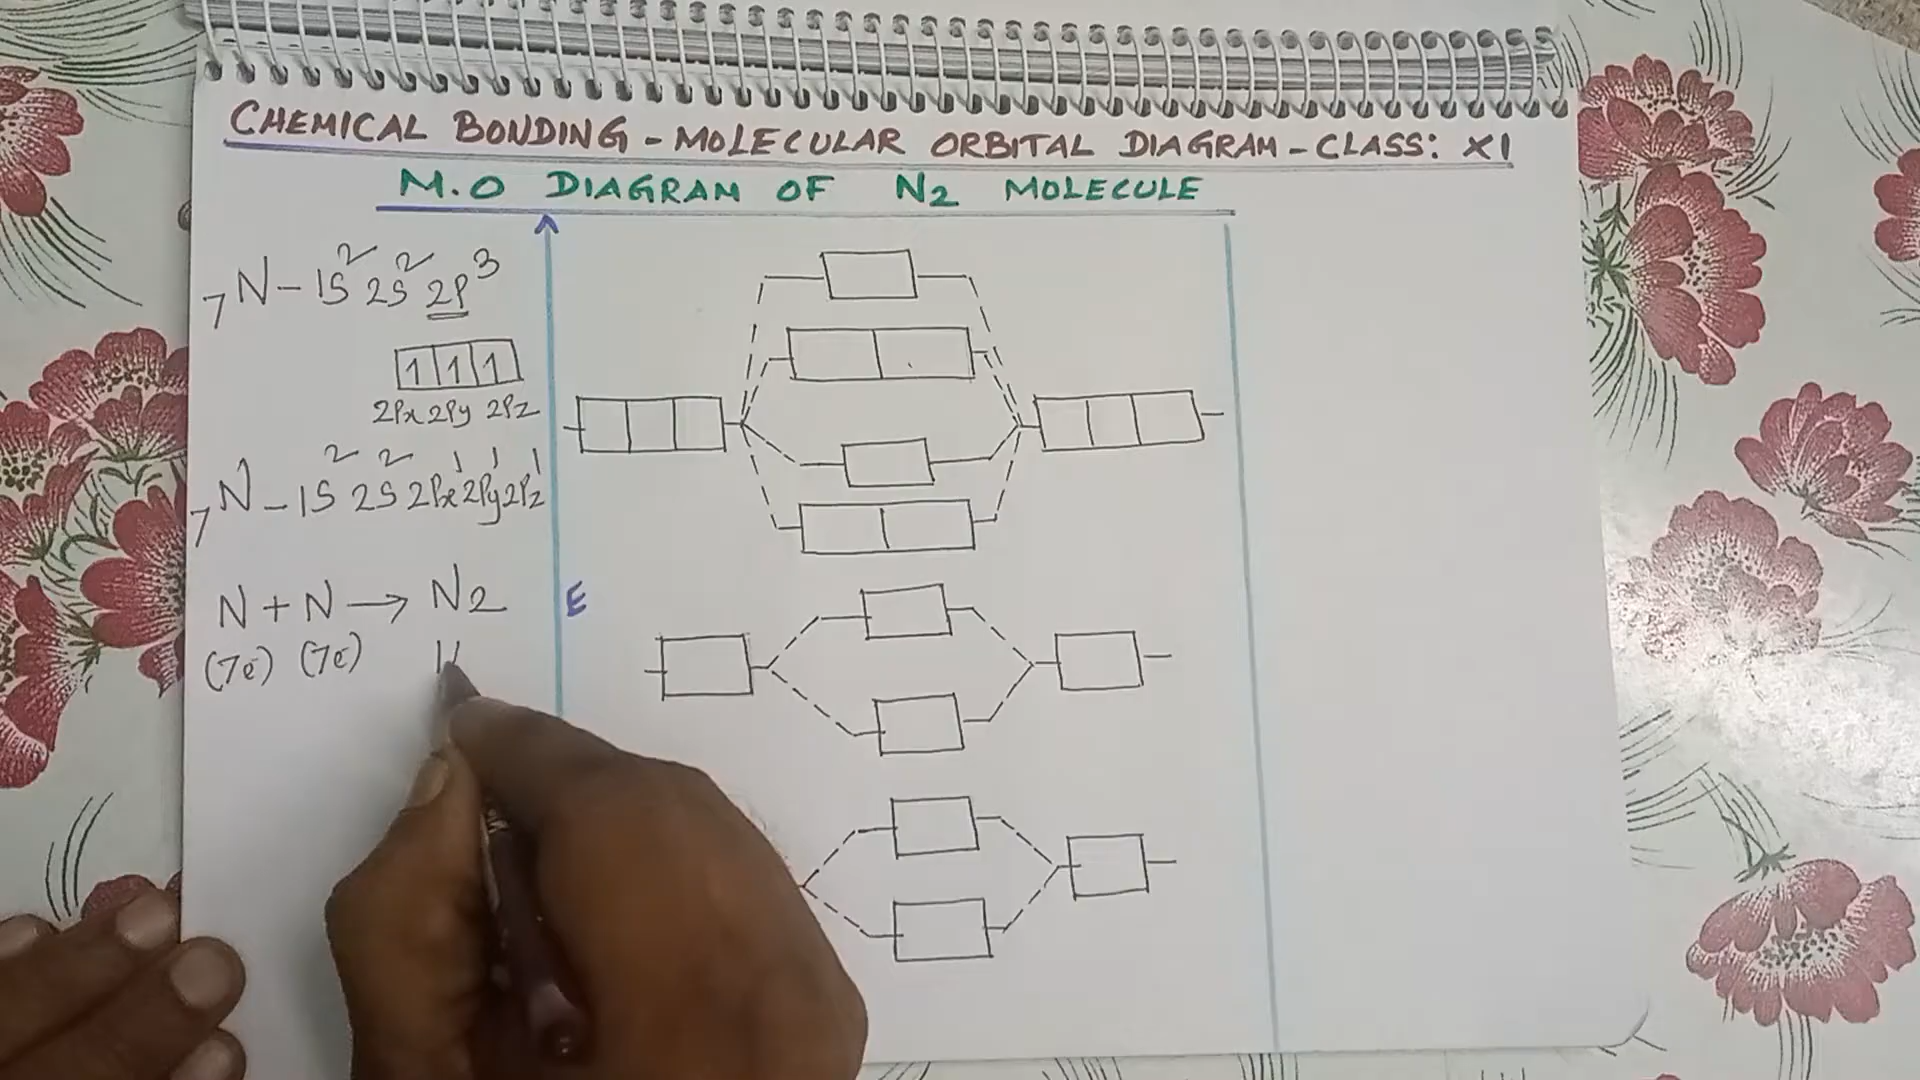 CHEMICAL BONDING - MOLECULAR ORBITAL DIAGRAM - CLASS: XI
M.O DIAGRAM OF N2 MOLECULE
7N - 1S² 2S² 2P³
1 1 1
2Px 2Py 2Pz
7N - 1S² 2S² 2Px¹ 2Py¹ 2Pz¹
N + N → N2
(7e⁻) (7e⁻)
E